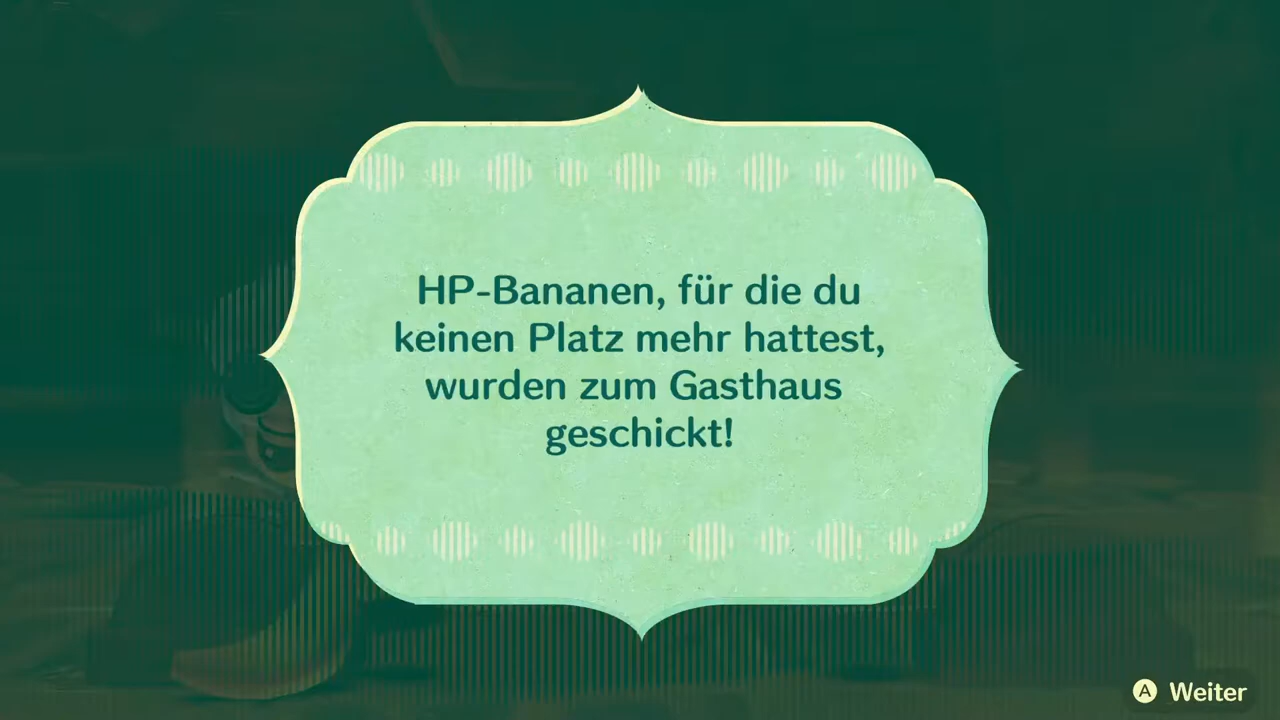 HP-Bananen, für die du
keinen Platz mehr hattest,
wurden zum Gasthaus
geschickt!
A Weiter